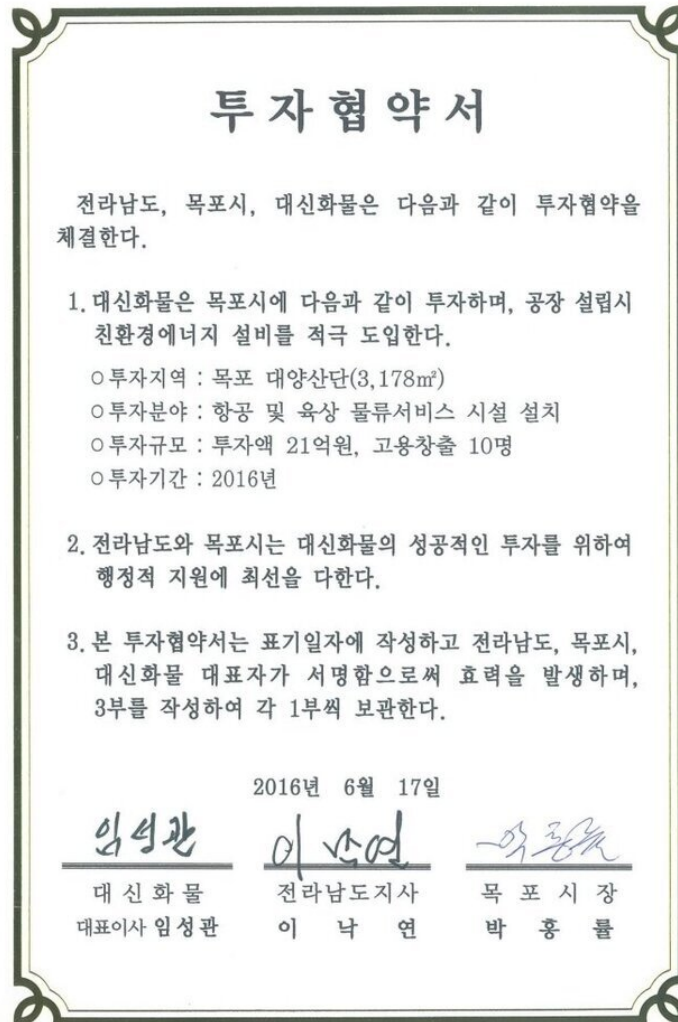 투자협약서
전라남도, 목포시, 대신화물은 다음과 같이 투자협약을
체결한다.
1. 대신화물은 목포시에 다음과 같이 투자하며, 공장 설립시
친환경에너지 설비를 적극 도입한다.
○투자지역 : 목포 대양산단(3,178㎡)
○투자분야 : 항공 및 육상 물류서비스 시설 설치
○투자규모 : 투자액 21억원, 고용창출 10명
○투자기간 : 2016년
2. 전라남도와 목포시는 대신화물의 성공적인 투자를 위하여
행정적 지원에 최선을 다한다.
3. 본 투자협약서는 표기일자에 작성하고 전라남도, 목포시,
대신화물 대표자가 서명함으로써 효력을 발생하며,
3부를 작성하여 각 1부씩 보관한다.
2016년 6월 17일
임성관 이낙연 박홍률
대신화물 전라남도지사 목포시장
대표이사 임성관 이낙연 박홍률